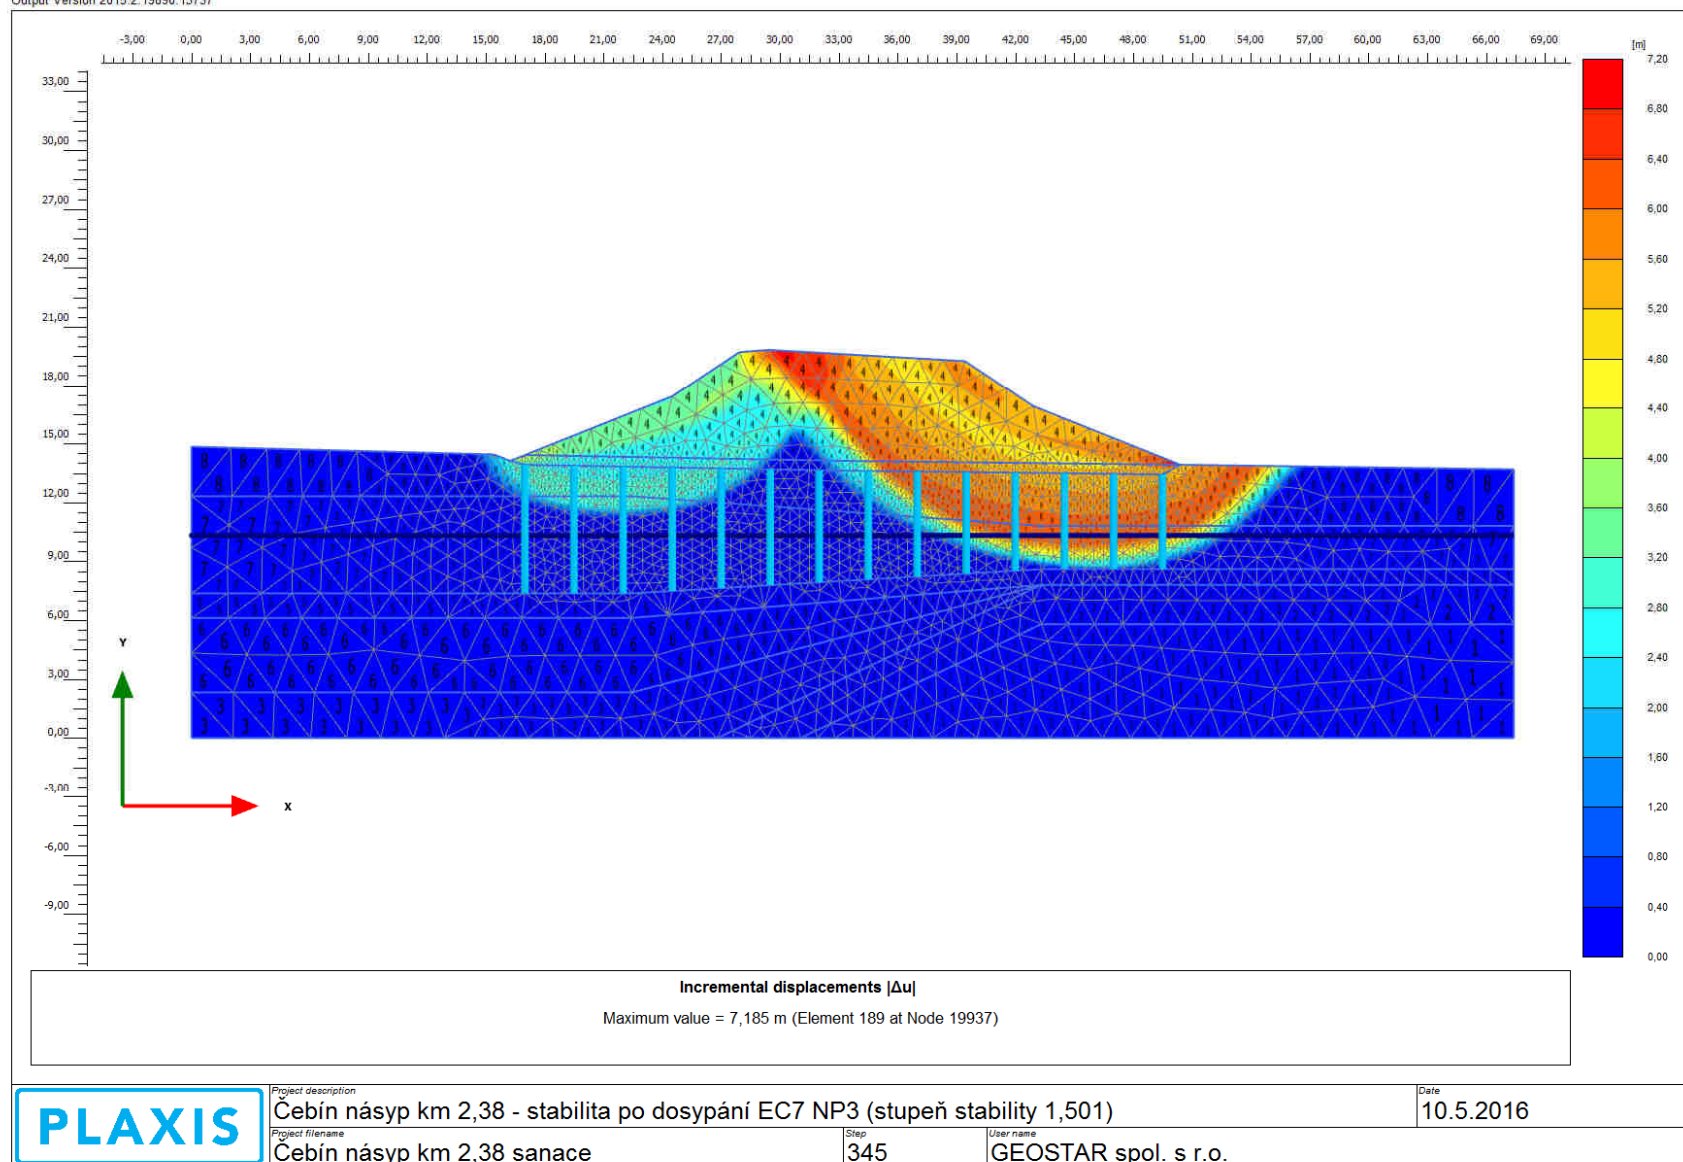 Output Version 2015.2.19890.15737
-3,00 0,00 3,00 6,00 9,00 12,00 15,00 18,00 21,00 24,00 27,00 30,00 33,00 36,00 39,00 42,00 45,00 48,00 51,00 54,00 57,00 60,00 63,00 66,00 69,00
[m]
33,00
30,00
27,00
24,00
21,00
18,00
15,00
12,00
9,00
6,00
3,00
0,00
-3,00
-6,00
-9,00
7,20
6,80
6,40
6,00
5,60
5,20
4,80
4,40
4,00
3,60
3,20
2,80
2,40
2,00
1,60
1,20
0,80
0,40
0,00
Y
X
Incremental displacements |Δu|
Maximum value = 7,185 m (Element 189 at Node 19937)
PLAXIS
Project description
Čebín násyp km 2,38 - stabilita po dosypání EC7 NP3 (stupeň stability 1,501)
Date
10.5.2016
Project filename
Čebín násyp km 2,38 sanace
Step
345
User name
GEOSTAR spol. s r.o.